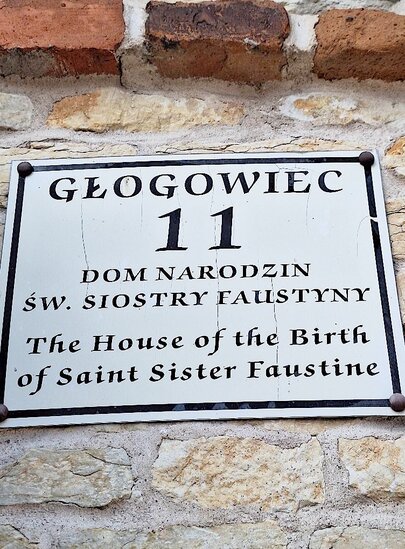 GŁOGOWIEC
11
DOM NARODZIN
ŚW. SIOSTRY FAUSTYNY
The House of the Birth
of Saint Sister Faustine